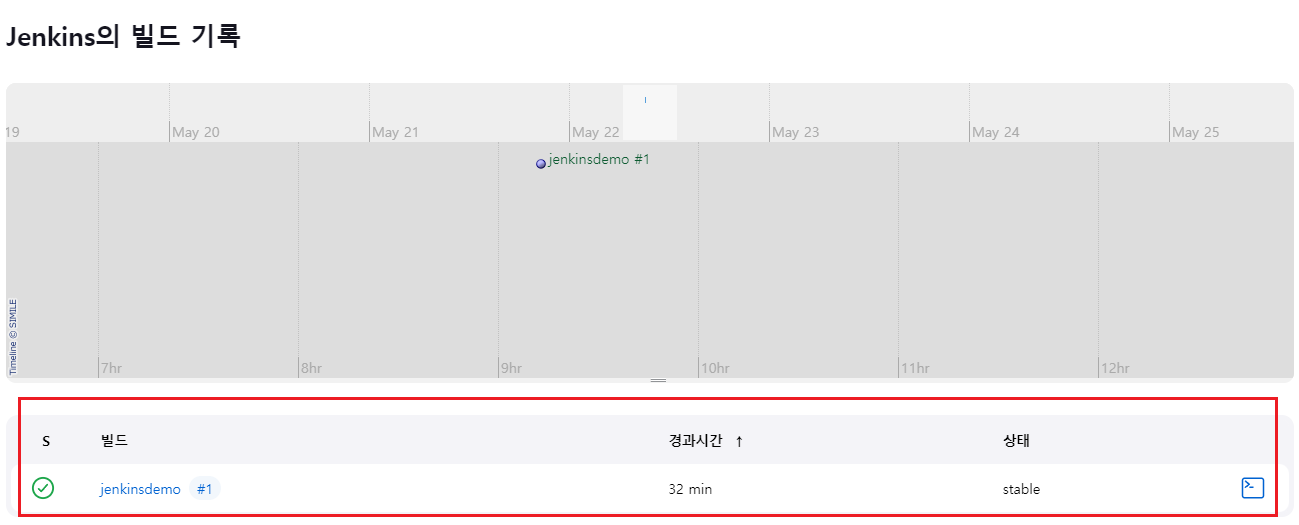 Jenkins의 빌드 기록
19
May 20
May 21
May 22
May 23
May 24
May 25
jenkinsdemo #1
Timeline © SIMILE
7hr
8hr
9hr
10hr
11hr
12hr
S 빌드 경과시간 ↑ 상태
jenkinsdemo #1 32 min stable